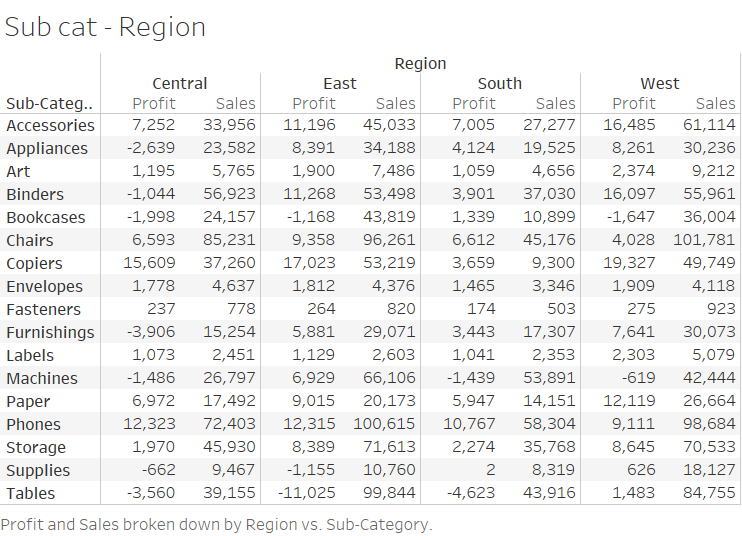 Sub cat - Region
Region
Central East South West
Sub-Categ.. Profit Sales Profit Sales Profit Sales Profit Sales
Accessories 7,252 33,956 11,196 45,033 7,005 27,277 16,485 61,114
Appliances -2,639 23,582 8,391 34,188 4,124 19,525 8,261 30,236
Art 1,195 5,765 1,900 7,486 1,059 4,656 2,374 9,212
Binders -1,044 56,923 11,268 53,498 3,901 37,030 16,097 55,961
Bookcases -1,998 24,157 -1,168 43,819 1,339 10,899 -1,647 36,004
Chairs 6,593 85,231 9,358 96,261 6,612 45,176 4,028 101,781
Copiers 15,609 37,260 17,023 53,219 3,659 9,300 19,327 49,749
Envelopes 1,778 4,637 1,812 4,376 1,465 3,346 1,909 4,118
Fasteners 237 778 264 820 174 503 275 923
Furnishings -3,906 15,254 5,881 29,071 3,443 17,307 7,641 30,073
Labels 1,073 2,451 1,129 2,603 1,041 2,353 2,303 5,079
Machines -1,486 26,797 6,929 66,106 -1,439 53,891 -619 42,444
Paper 6,972 17,492 9,015 20,173 5,947 14,151 12,119 26,664
Phones 12,323 72,403 12,315 100,615 10,767 58,304 9,111 98,684
Storage 1,970 45,930 8,389 71,613 2,274 35,768 8,645 70,533
Supplies -662 9,467 -1,155 10,760 2 8,319 626 18,127
Tables -3,560 39,155 -11,025 99,844 -4,623 43,916 1,483 84,755
Profit and Sales broken down by Region vs. Sub-Category.